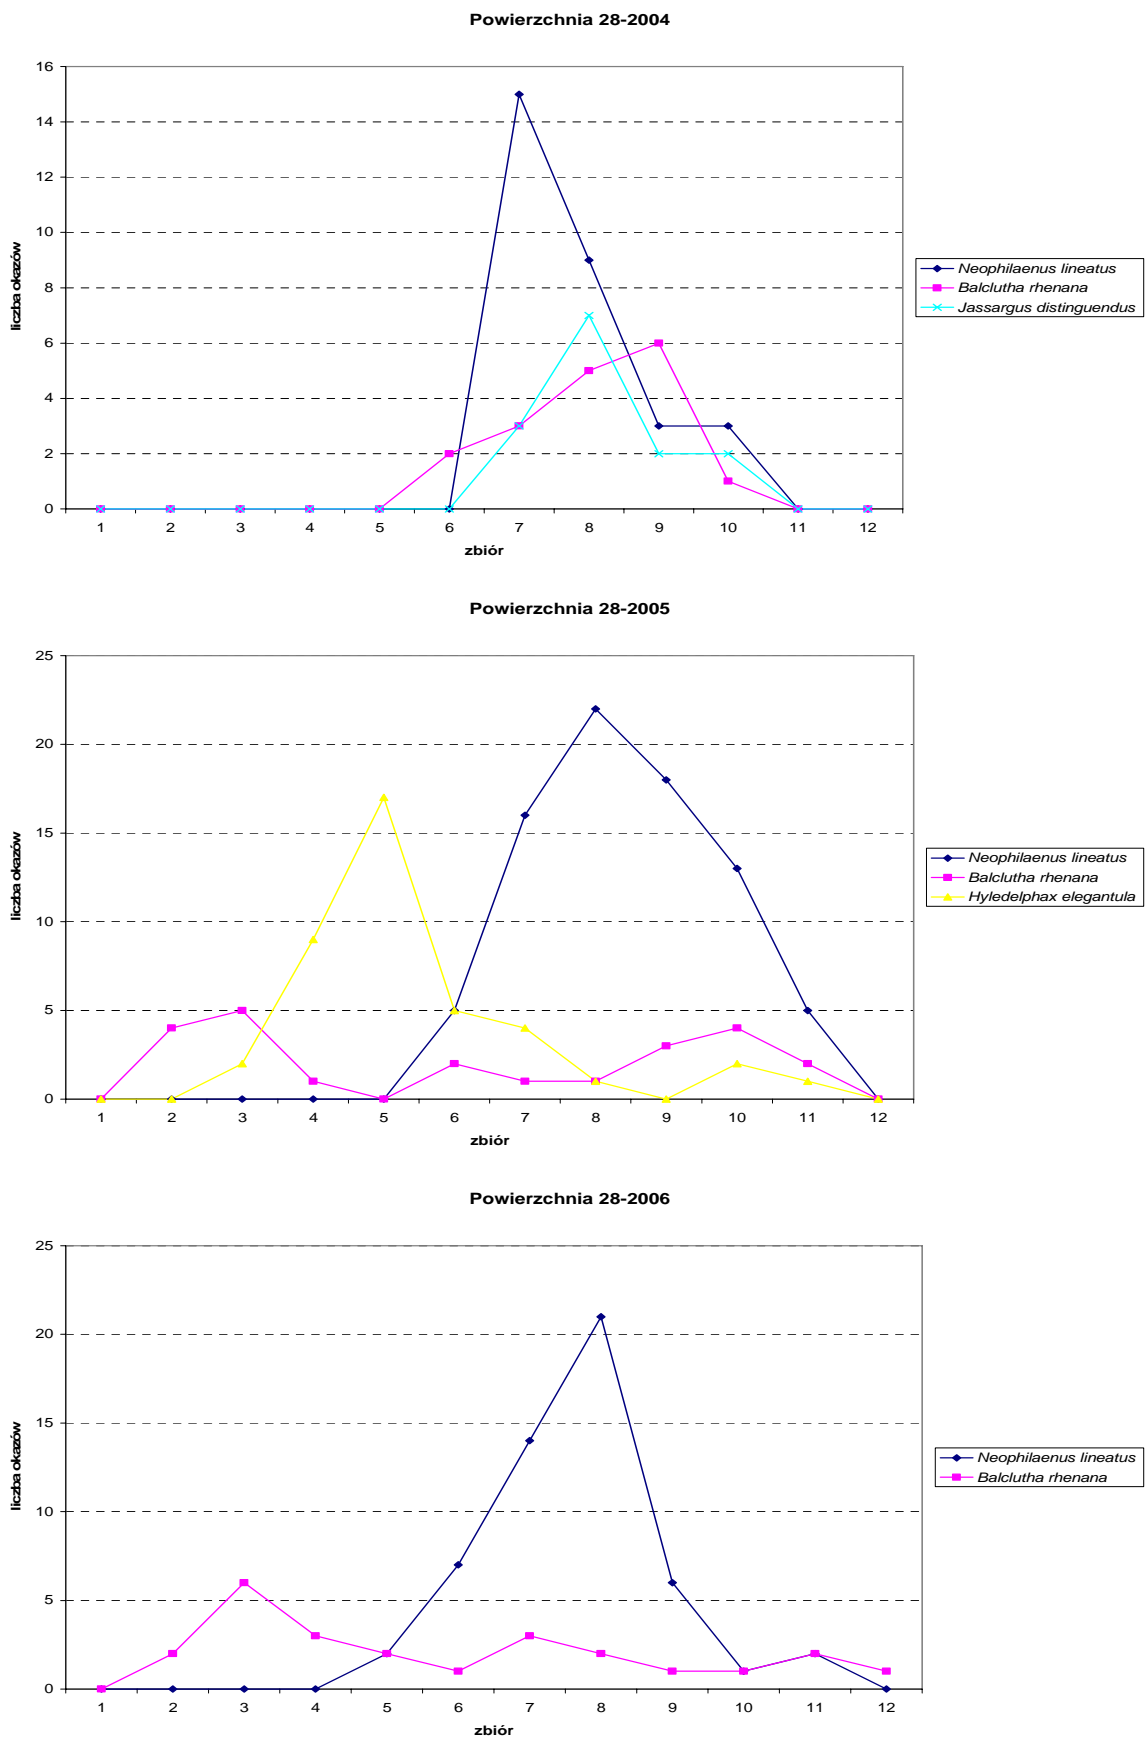 Powierzchnia 28-2004
16
14
12
10
8
6
4
2
0
liczba okazów
1 2 3 4 5 6 7 8 9 10 11 12
zbiór
Neophilaenus lineatus
Balclutha rhenana
Jassargus distinguendus
Powierzchnia 28-2005
25
20
15
10
5
0
liczba okazów
1 2 3 4 5 6 7 8 9 10 11 12
zbiór
Neophilaenus lineatus
Balclutha rhenana
Hyledelphax elegantula
Powierzchnia 28-2006
25
20
15
10
5
0
liczba okazów
1 2 3 4 5 6 7 8 9 10 11 12
zbiór
Neophilaenus lineatus
Balclutha rhenana